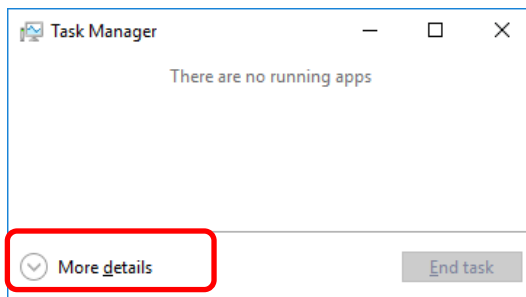 Task Manager
There are no running apps
More details
End task